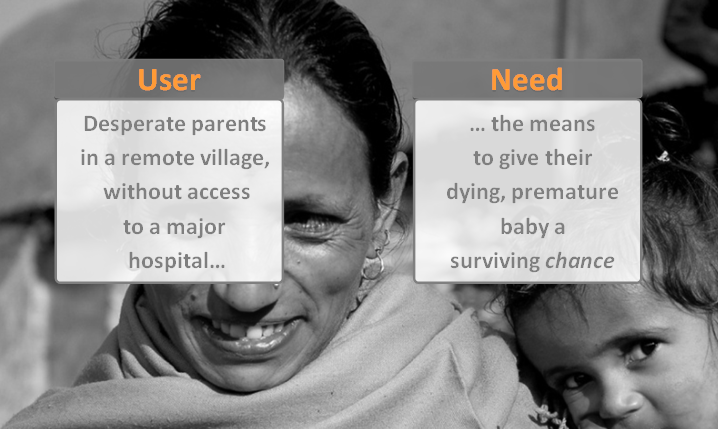 User
Desperate parents
in a remote village,
without access
to a major
hospital…
Need
… the means
to give their
dying, premature
baby a
surviving chance